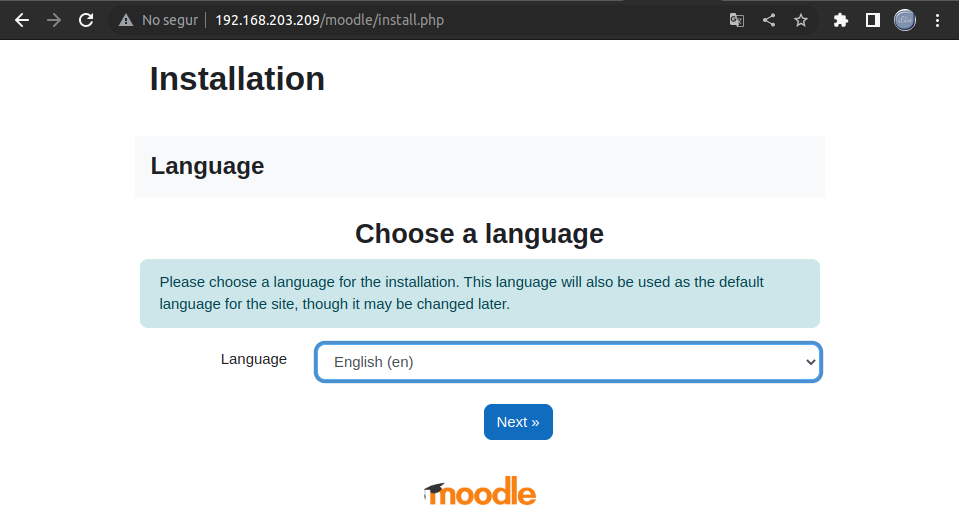 No segur 192.168.203.209/moodle/install.php
Installation
Language
Choose a language
Please choose a language for the installation. This language will also be used as the default
language for the site, though it may be changed later.
Language English (en)
Next »
moodle